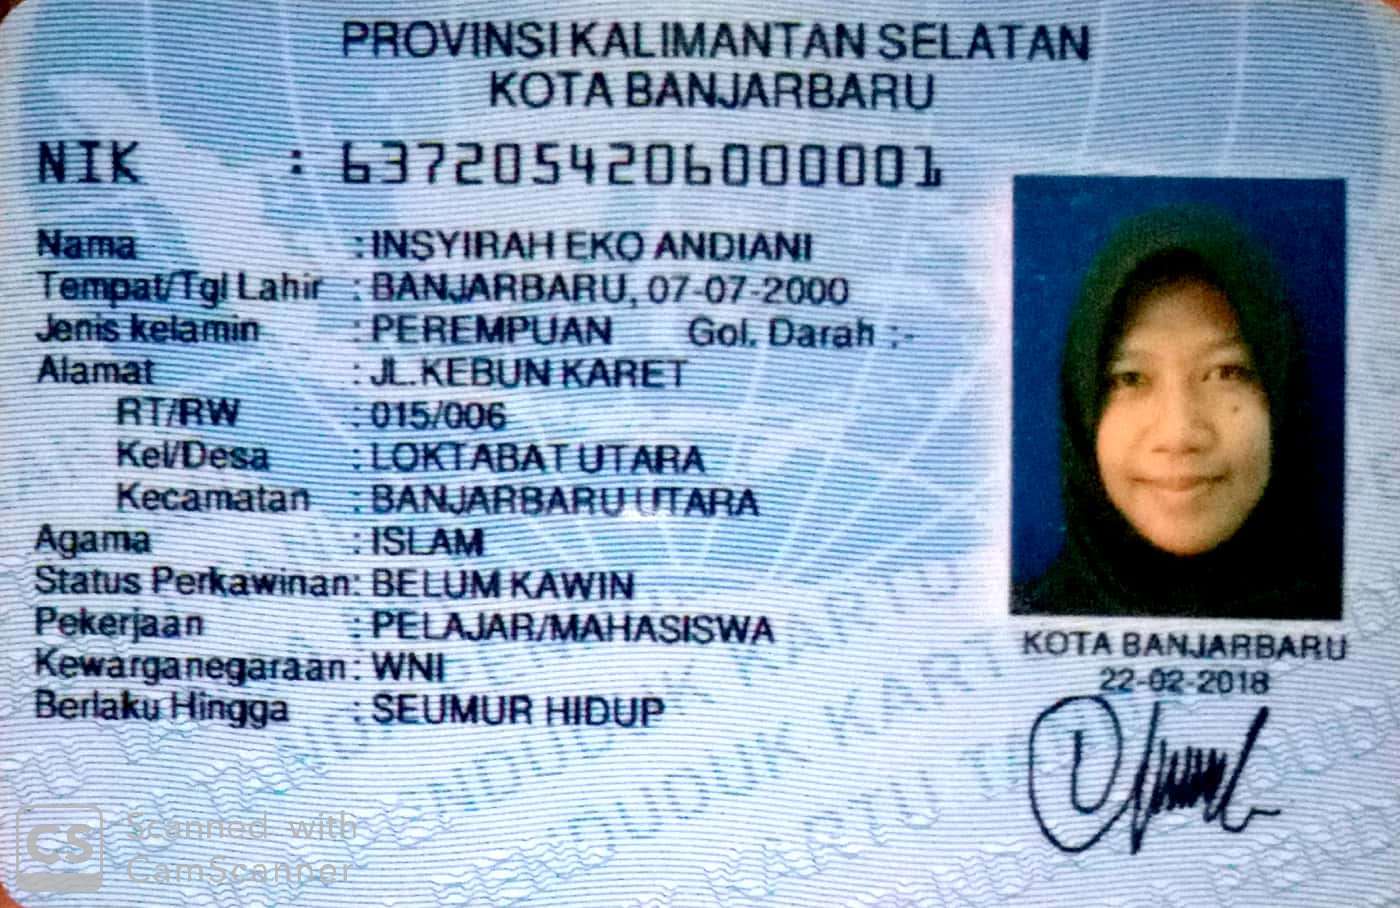 PROVINSI KALIMANTAN SELATAN
KOTA BANJARBARU
NIK : 6372054206000001
Nama : INSYIRAH EKO ANDIANI
Tempat/Tgl Lahir : BANJARBARU, 07-07-2000
Jenis kelamin : PEREMPUAN Gol. Darah :-
Alamat : JL.KEBUN KARET
RT/RW : 015/006
Kel/Desa : LOKTABAT UTARA
Kecamatan : BANJARBARU UTARA
Agama : ISLAM
Status Perkawinan: BELUM KAWIN
Pekerjaan : PELAJAR/MAHASISWA
Kewarganegaraan: WNI
Berlaku Hingga : SEUMUR HIDUP
KOTA BANJARBARU
22-02-2018
CS Scanned with
CamScanner